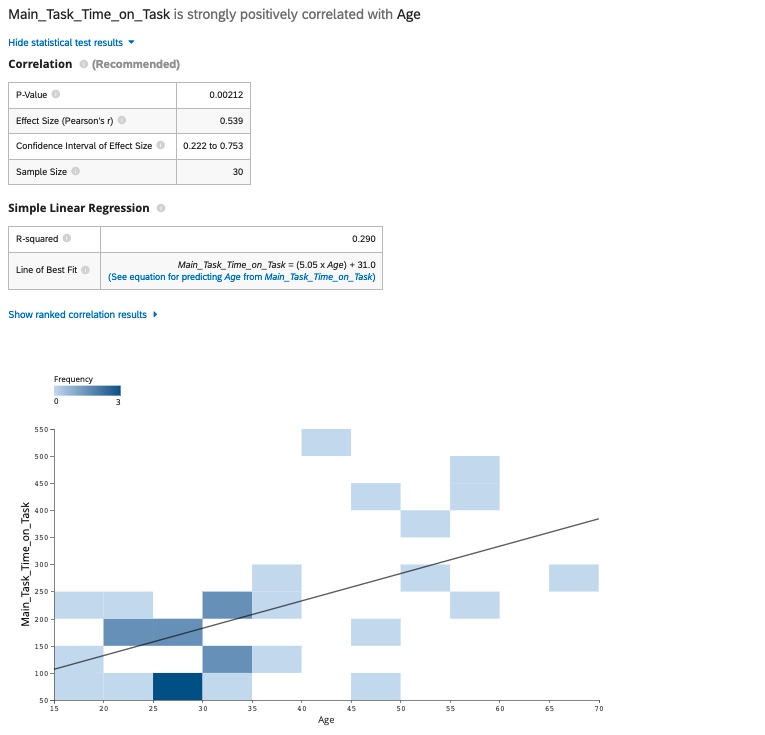 Main_Task_Time_on_Task is strongly positively correlated with Age
Hide statistical test results
Correlation (Recommended)
P-Value 0.00212
Effect Size (Pearson's r) 0.539
Confidence Interval of Effect Size 0.222 to 0.753
Sample Size 30
Simple Linear Regression
R-squared 0.290
Line of Best Fit Main_Task_Time_on_Task = (5.05 x Age) + 31.0
(See equation for predicting Age from Main_Task_Time_on_Task)
Show ranked correlation results
Frequency
0 3
Main_Task_Time_on_Task
550
500
450
400
350
300
250
200
150
100
50
15 20 25 30 35 40 45 50 55 60 65 70
Age